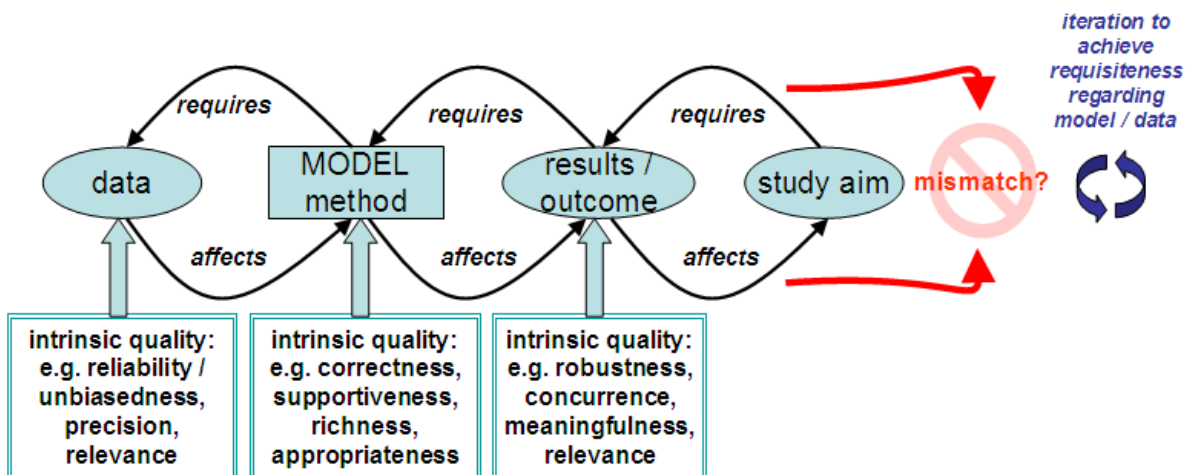 iteration to
achieve
requisiteness
regarding
model / data
requires
requires
requires
data
MODEL
method
results /
outcome
study aim
mismatch?
affects
affects
affects
intrinsic quality:
e.g. reliability /
unbiasedness,
precision,
relevance
intrinsic quality:
e.g. correctness,
supportiveness,
richness,
appropriateness
intrinsic quality:
e.g. robustness,
concurrence,
meaningfulness,
relevance